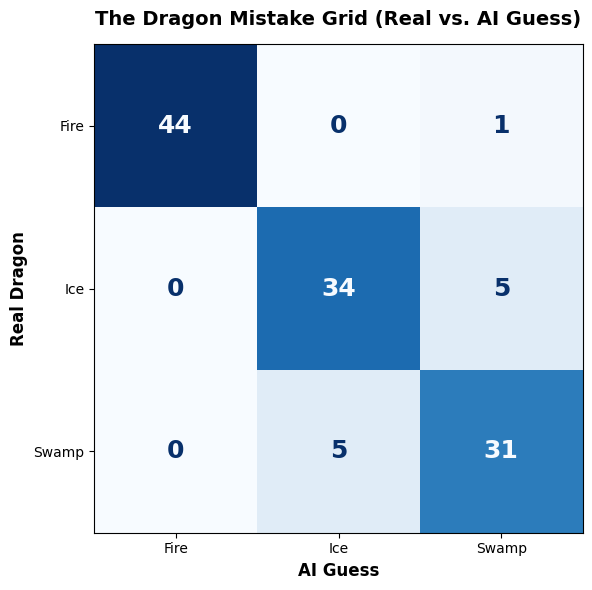 The Dragon Mistake Grid (Real vs. AI Guess)
Real Dragon
Fire 44 0 1
Ice 0 34 5
Swamp 0 5 31
Fire Ice Swamp
AI Guess